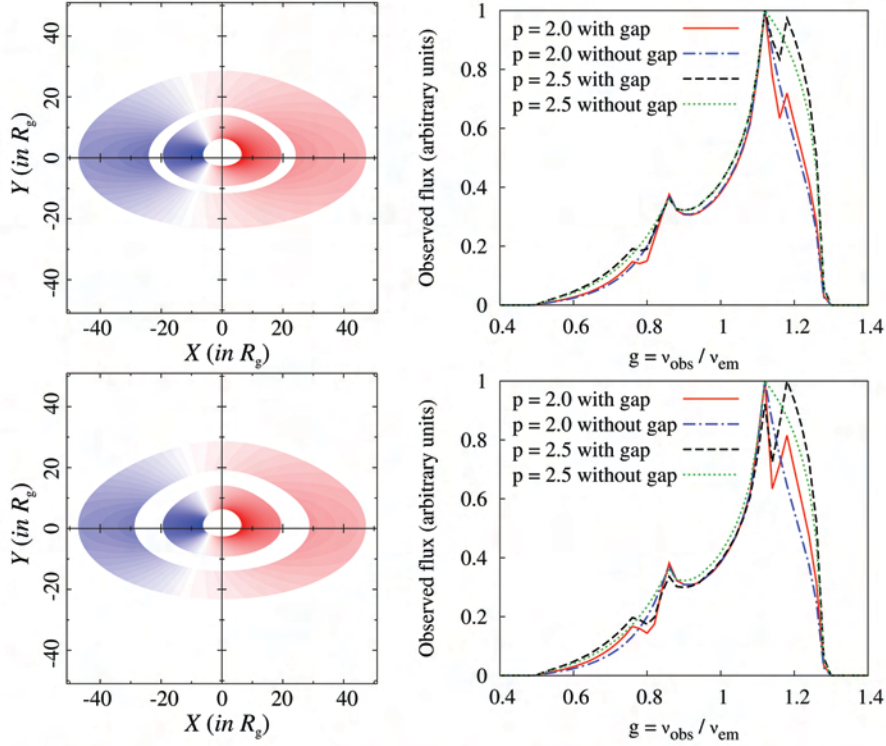 Y (in Rg)
40
20
0
-20
-40
-40 -20 0 20 40
X (in Rg)
Observed flux (arbitrary units)
1
0.8
0.6
0.4
0.2
0
p = 2.0 with gap
p = 2.0 without gap
p = 2.5 with gap
p = 2.5 without gap
0.4 0.6 0.8 1 1.2 1.4
g = νobs / νem
Y (in Rg)
40
20
0
-20
-40
-40 -20 0 20 40
X (in Rg)
Observed flux (arbitrary units)
1
0.8
0.6
0.4
0.2
0
p = 2.0 with gap
p = 2.0 without gap
p = 2.5 with gap
p = 2.5 without gap
0.4 0.6 0.8 1 1.2 1.4
g = νobs / νem